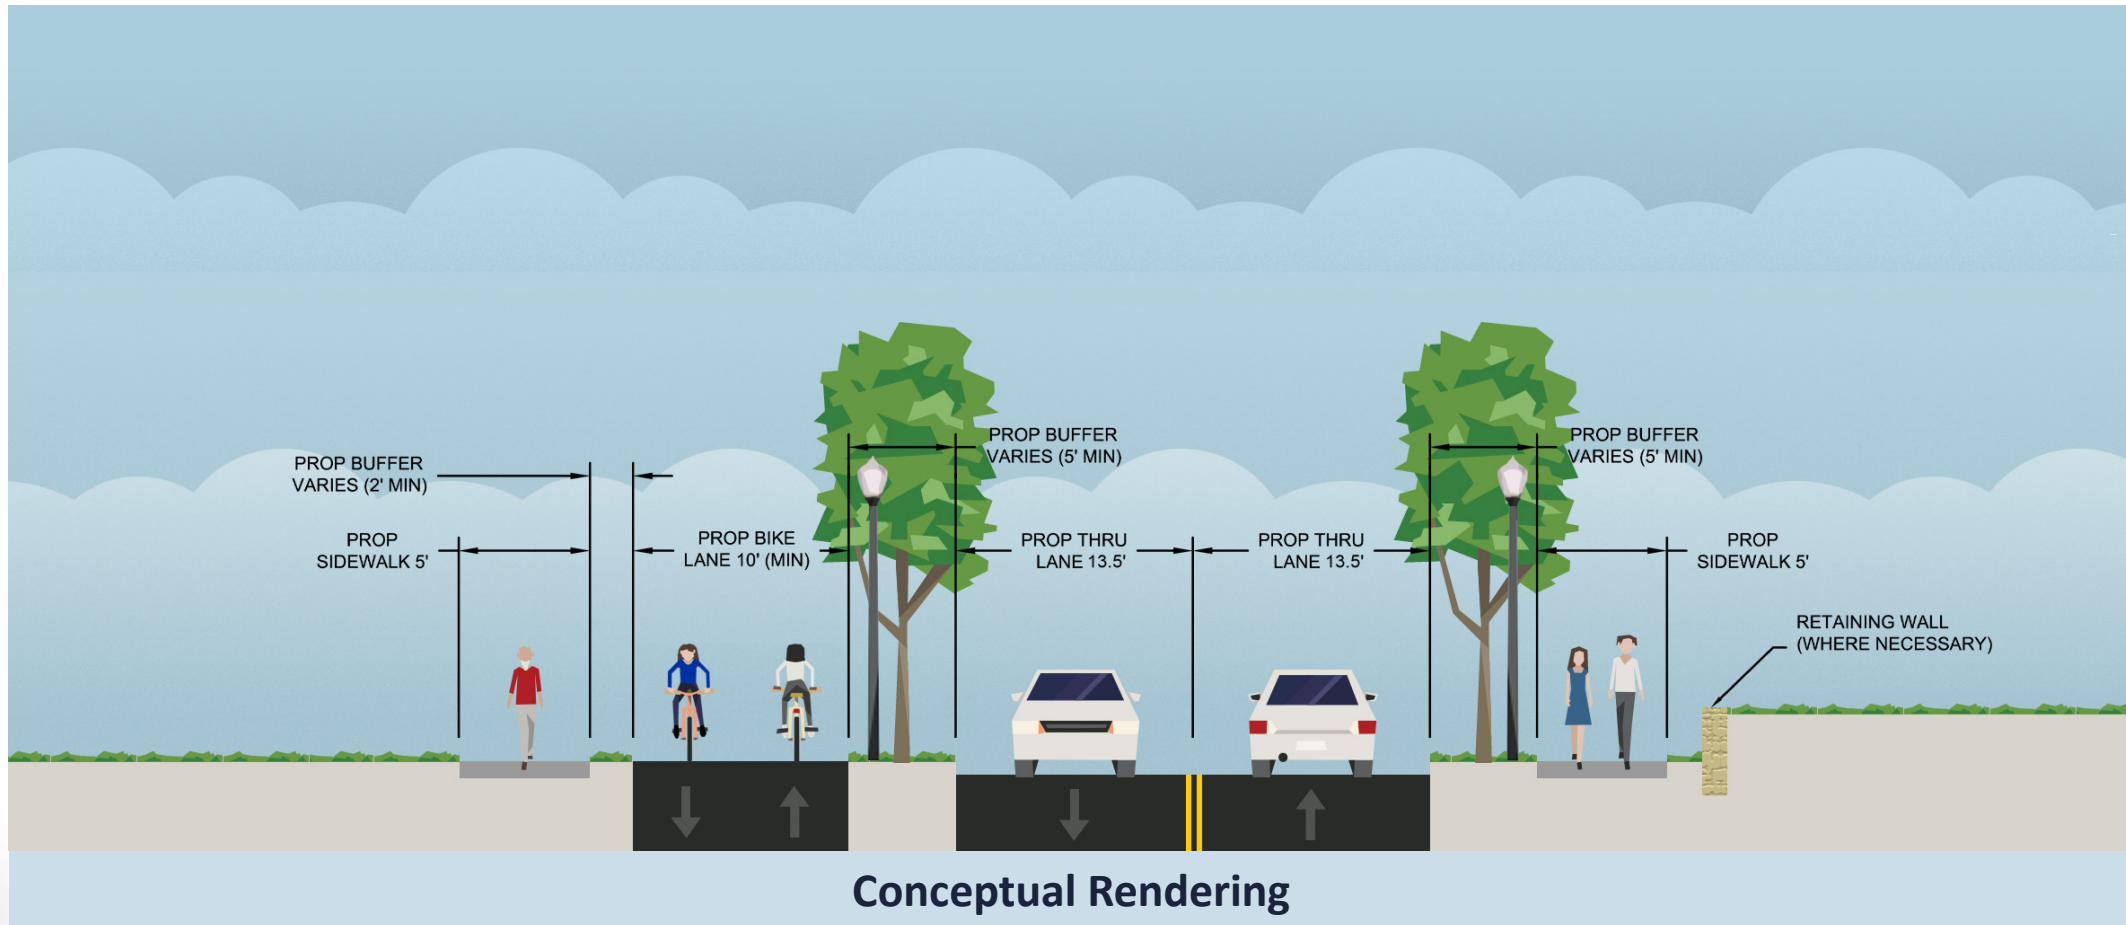 PROP BUFFER
VARIES (2' MIN)
PROP
SIDEWALK 5'
PROP BIKE
LANE 10' (MIN)
PROP BUFFER
VARIES (5' MIN)
PROP THRU
LANE 13.5'
PROP THRU
LANE 13.5'
PROP BUFFER
VARIES (5' MIN)
PROP
SIDEWALK 5'
RETAINING WALL
(WHERE NECESSARY)
Conceptual Rendering